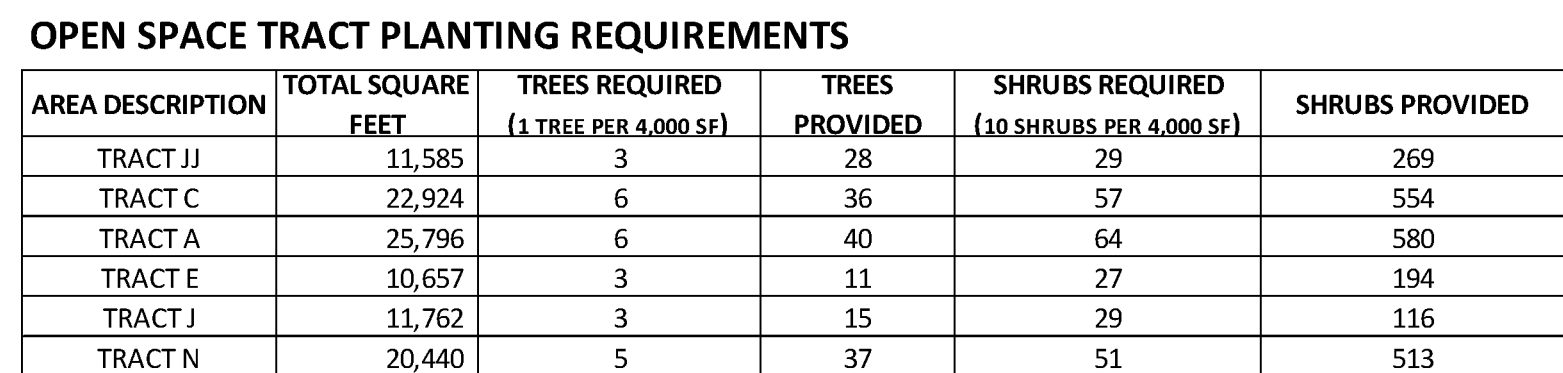 OPEN SPACE TRACT PLANTING REQUIREMENTS
AREA DESCRIPTION TOTAL SQUARE FEET TREES REQUIRED (1 TREE PER 4,000 SF) TREES PROVIDED SHRUBS REQUIRED (10 SHRUBS PER 4,000 SF) SHRUBS PROVIDED
TRACT JJ 11,585 3 28 29 269
TRACT C 22,924 6 36 57 554
TRACT A 25,796 6 40 64 580
TRACT E 10,657 3 11 27 194
TRACT J 11,762 3 15 29 116
TRACT N 20,440 5 37 51 513